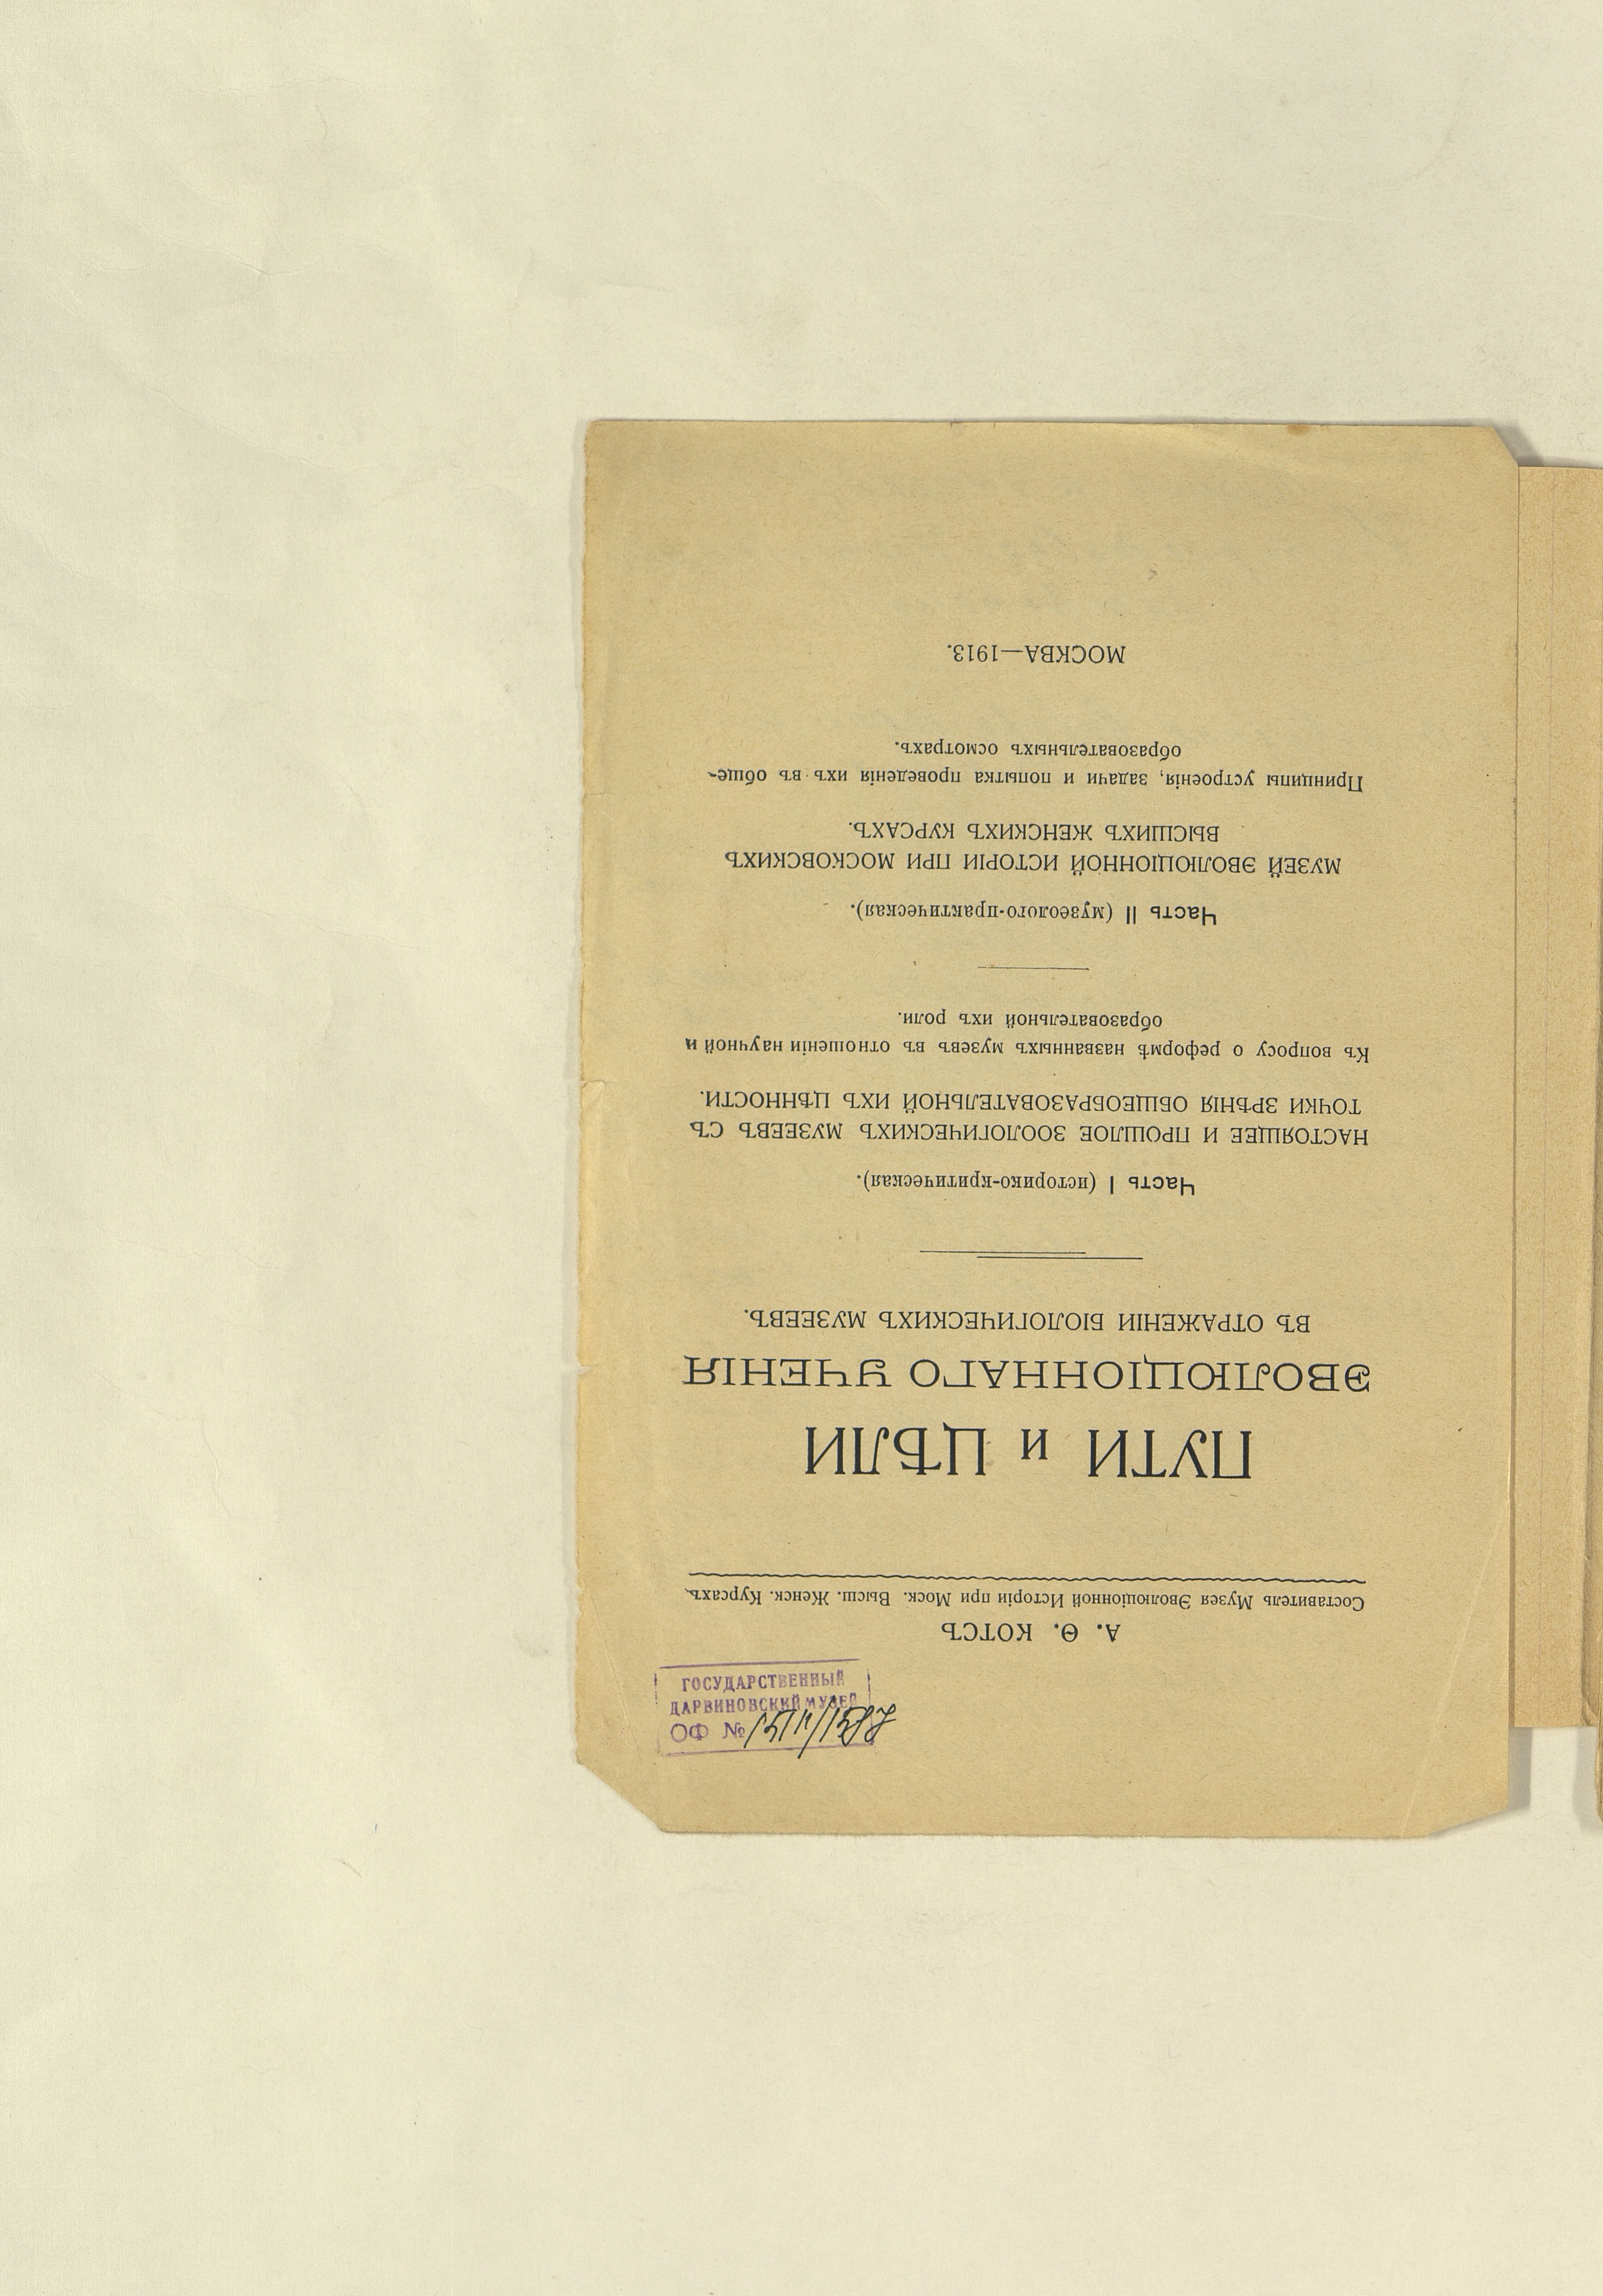 А. Ѳ. КОТСЪ
Составитель Музея Эволюціонной Исторіи при Моск. Высш. Женск. Курсахъ.
ПУТИ и ЦѢЛИ
ЭВОЛЮЦІОННАГО УЧЕНІЯ
ВЪ ОТРАЖЕНІИ БІОЛОГИЧЕСКИХЪ МУЗЕЕВЪ.
Часть I (историко-критическая).
НАСТОЯЩЕЕ И ПРОШЛОЕ ЗООЛОГИЧЕСКИХЪ МУЗЕЕВЪ СЪ
ТОЧКИ ЗРѢНІЯ ОБЩЕОБРАЗОВАТЕЛЬНОЙ ИХЪ ЦѢННОСТИ.
Къ вопросу о реформѣ названныхъ музеевъ въ отношеніи научной и
образовательной ихъ роли.
Часть II (музеолого-практическая).
МУЗЕЙ ЭВОЛЮЦІОННОЙ ИСТОРІИ ПРИ МОСКОВСКИХЪ
ВЫСШИХЪ ЖЕНСКИХЪ КУРСАХЪ.
Принципы устроенія, задачи и попытка проведенія ихъ въ обще-
образовательныхъ осмотрахъ.
МОСКВА—1913.
ГОСУДАРСТВЕННЫЙ
ДАРВИНОВСКИЙ МУЗЕЙ
ОФ №